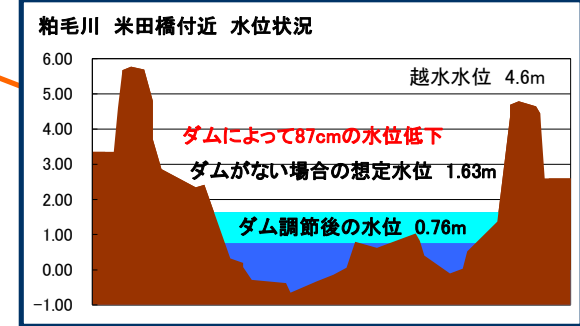 粕毛川 米田橋付近 水位状況
越水水位 4.6m
ダムによって87cmの水位低下
ダムがない場合の想定水位 1.63m
ダム調節後の水位 0.76m
6.00
5.00
4.00
3.00
2.00
1.00
0.00
-1.00